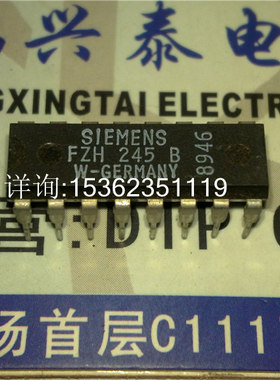 兴泰电
NGXINGTAI ELECTR
SIEMENS
FZH 245 B
W-GERMANY
8946
详询:15362351119
营:DIP
场首层C111